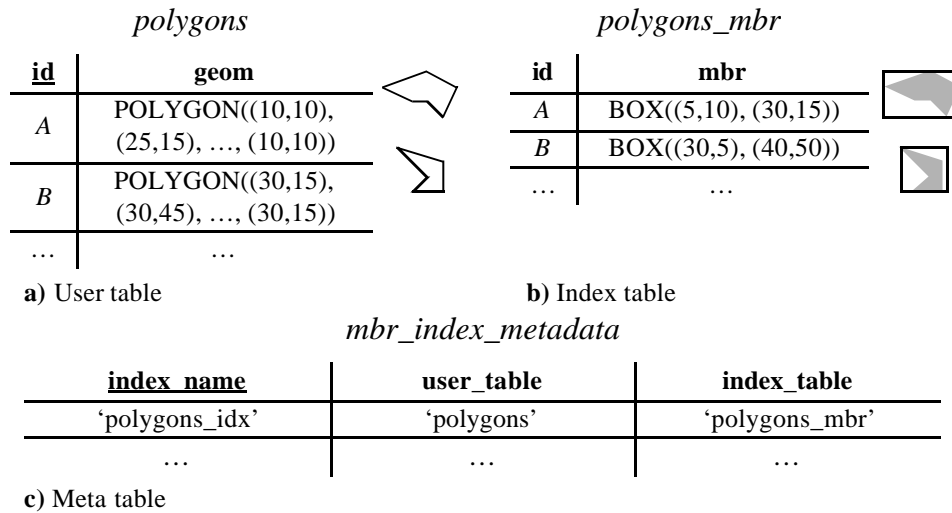 polygons
id geom
A POLYGON((10,10),
(25,15), …, (10,10))
B POLYGON((30,15),
(30,45), …, (30,15))
… …
a) User table
polygons_mbr
id mbr
A BOX((5,10), (30,15))
B BOX((30,5), (40,50))
… …
b) Index table
mbr_index_metadata
index_name user_table index_table
‘polygons_idx’ ‘polygons’ ‘polygons_mbr’
… … …
c) Meta table